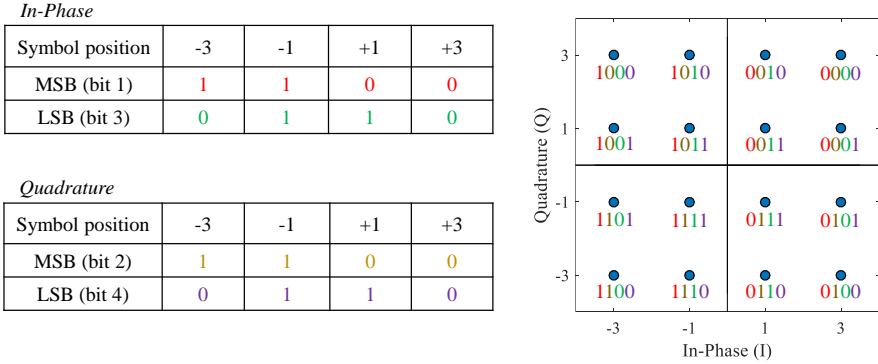 In-Phase
Symbol position -3 -1 +1 +3
MSB (bit 1) 1 1 0 0
LSB (bit 3) 0 1 1 0
Quadrature
Symbol position -3 -1 +1 +3
MSB (bit 2) 1 1 0 0
LSB (bit 4) 0 1 1 0
Quadrature (Q)
3
1000 1010 0010 0000
1
1001 1011 0011 0001
-1
1101 1111 0111 0101
-3
1100 1110 0110 0100
-3 -1 1 3
In-Phase (I)